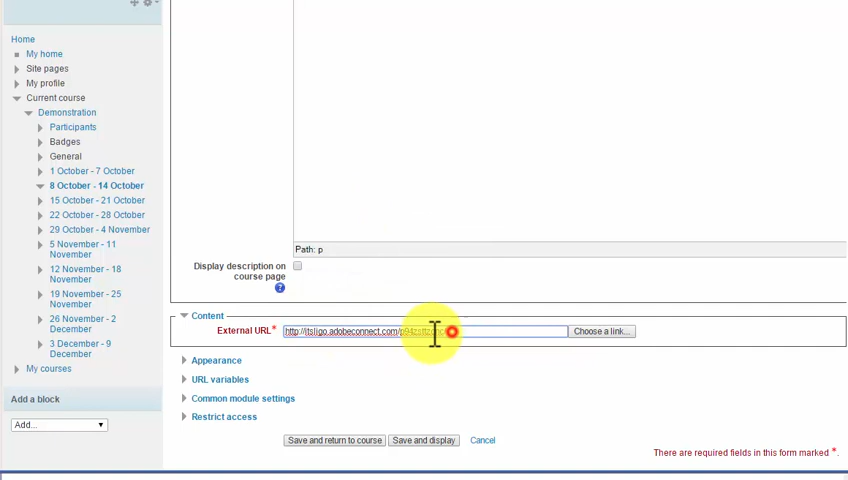 Home
My home
Site pages
My profile
Current course
Demonstration
Participants
Badges
General
1 October - 7 October
8 October - 14 October
15 October - 21 October
22 October - 28 October
29 October - 4 November
5 November - 11
November
12 November - 18
November
19 November - 25
November
26 November - 2
December
3 December - 9
December
My courses
Add a block
Add...
Path: p
Display description on
course page
Content
External URL*
Choose a link...
Appearance
URL variables
Common module settings
Restrict access
Save and return to course
Save and display
Cancel
There are required fields in this form marked *.